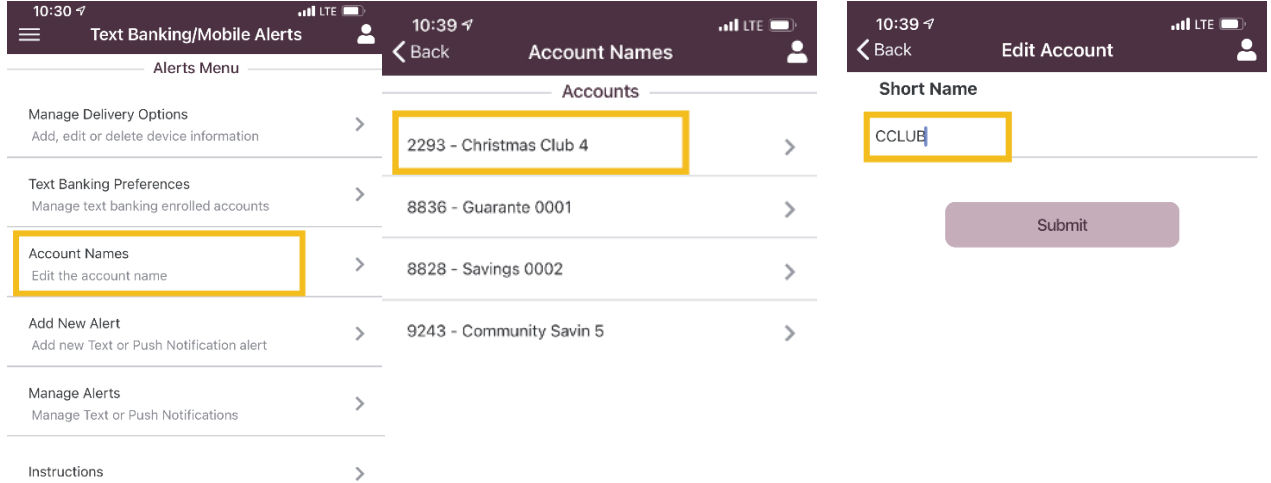 10:30
LTE
Text Banking/Mobile Alerts
Alerts Menu
Manage Delivery Options
Add, edit or delete device information
Text Banking Preferences
Manage text banking enrolled accounts
Account Names
Edit the account name
Add New Alert
Add new Text or Push Notification alert
Manage Alerts
Manage Text or Push Notifications
Instructions
10:39
LTE
Back
Account Names
Accounts
2293 - Christmas Club 4
8836 - Guarante 0001
8828 - Savings 0002
9243 - Community Savin 5
10:39
LTE
Back
Edit Account
Short Name
CCLUB
Submit